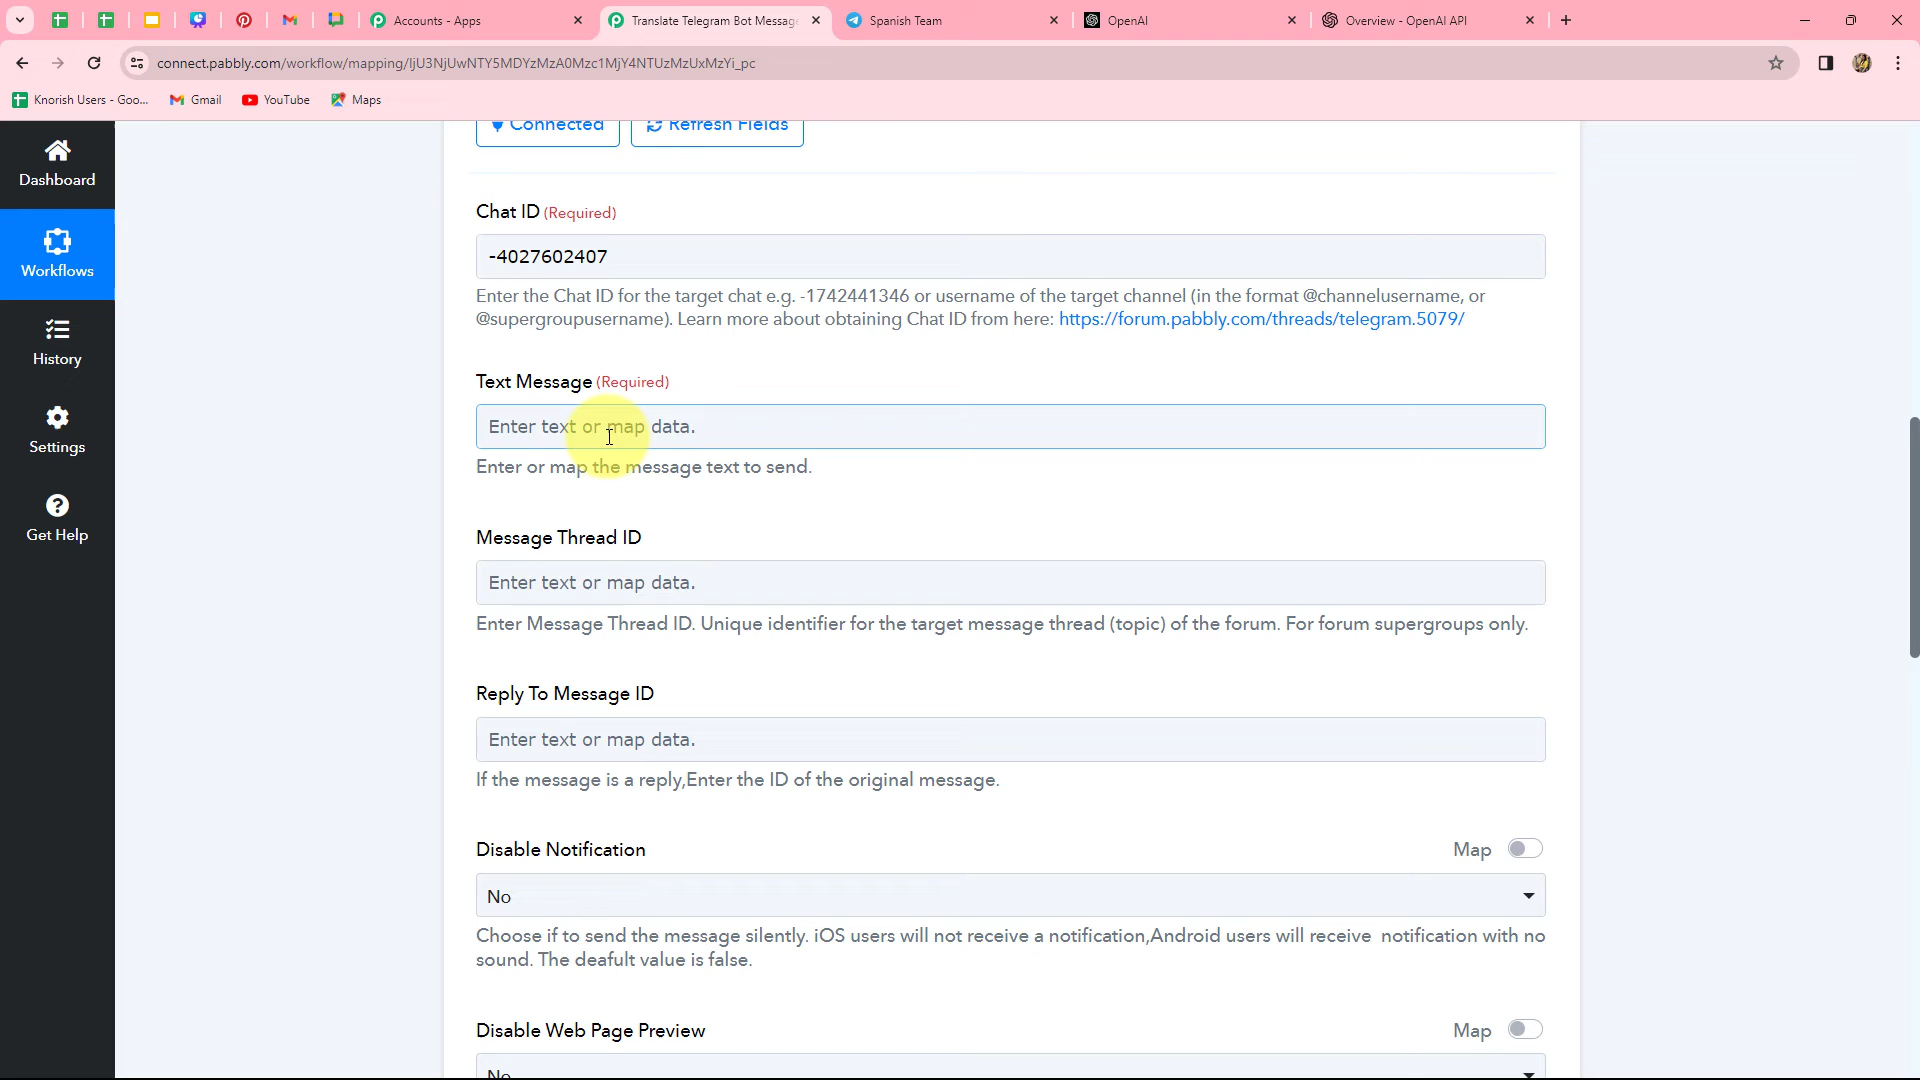 Accounts - Apps
Translate Telegram Bot Message
Spanish Team
OpenAI
Overview - OpenAI API
connect.pabbly.com/workflow/mapping/IjU3NjUwNTY5MDYzMzA0Mzc1MjY4NTUzMzUxMzYi_pc
Knorish Users - Goo...
Gmail
YouTube
Maps
Dashboard
Workflows
History
Settings
Get Help
Connected
Refresh Fields
Chat ID (Required)
-4027602407
Enter the Chat ID for the target chat e.g. -1742441346 or username of the target channel (in the format @channelusername, or
@supergroupusername). Learn more about obtaining Chat ID from here: https://forum.pabbly.com/threads/telegram.5079/
Text Message (Required)
Enter text or map data.
Enter or map the message text to send.
Message Thread ID
Enter text or map data.
Enter Message Thread ID. Unique identifier for the target message thread (topic) of the forum. For forum supergroups only.
Reply To Message ID
Enter text or map data.
If the message is a reply,Enter the ID of the original message.
Disable Notification
Map
No
Choose if to send the message silently. iOS users will not receive a notification,Android users will receive notification with no
sound. The deafult value is false.
Disable Web Page Preview
Map
No